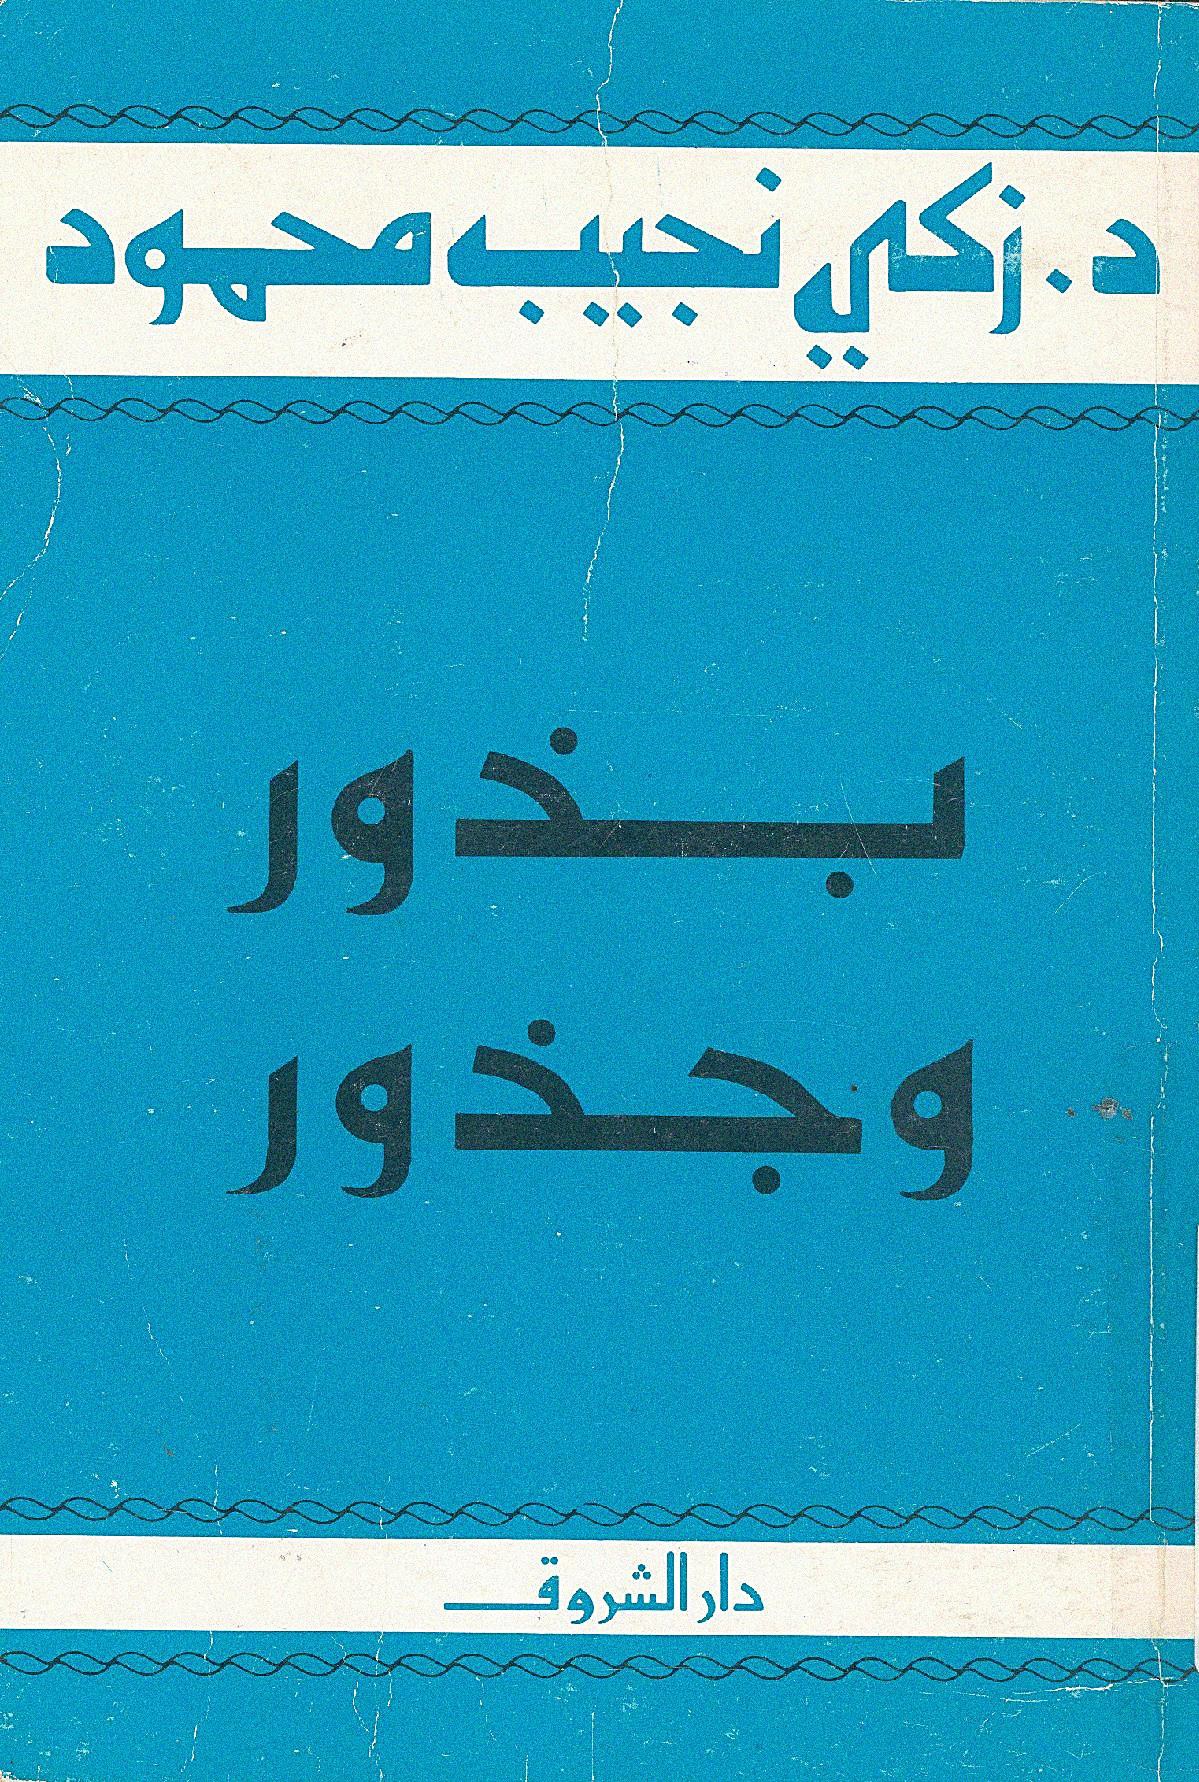 د. زكي نجيب محمود
بذور
وجذور
دار الشروق